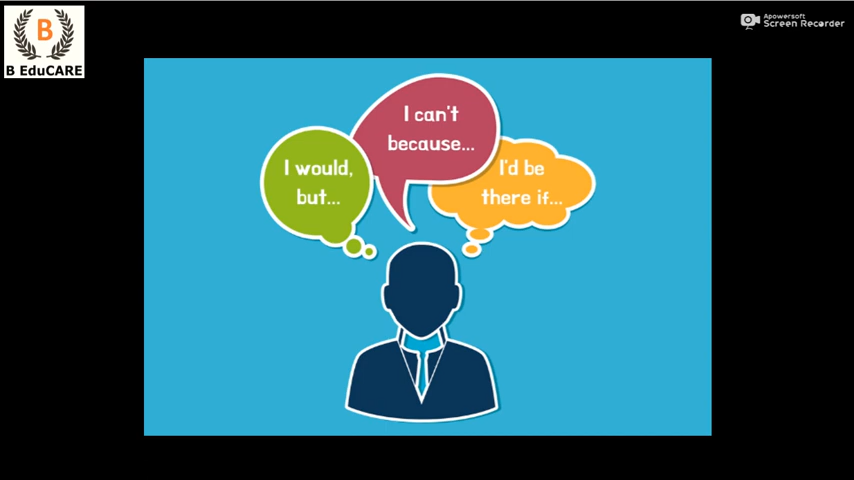 B
B EduCARE
Apowersoft
Screen Recorder
I can't
because...
I would,
but...
I'd be
there if...